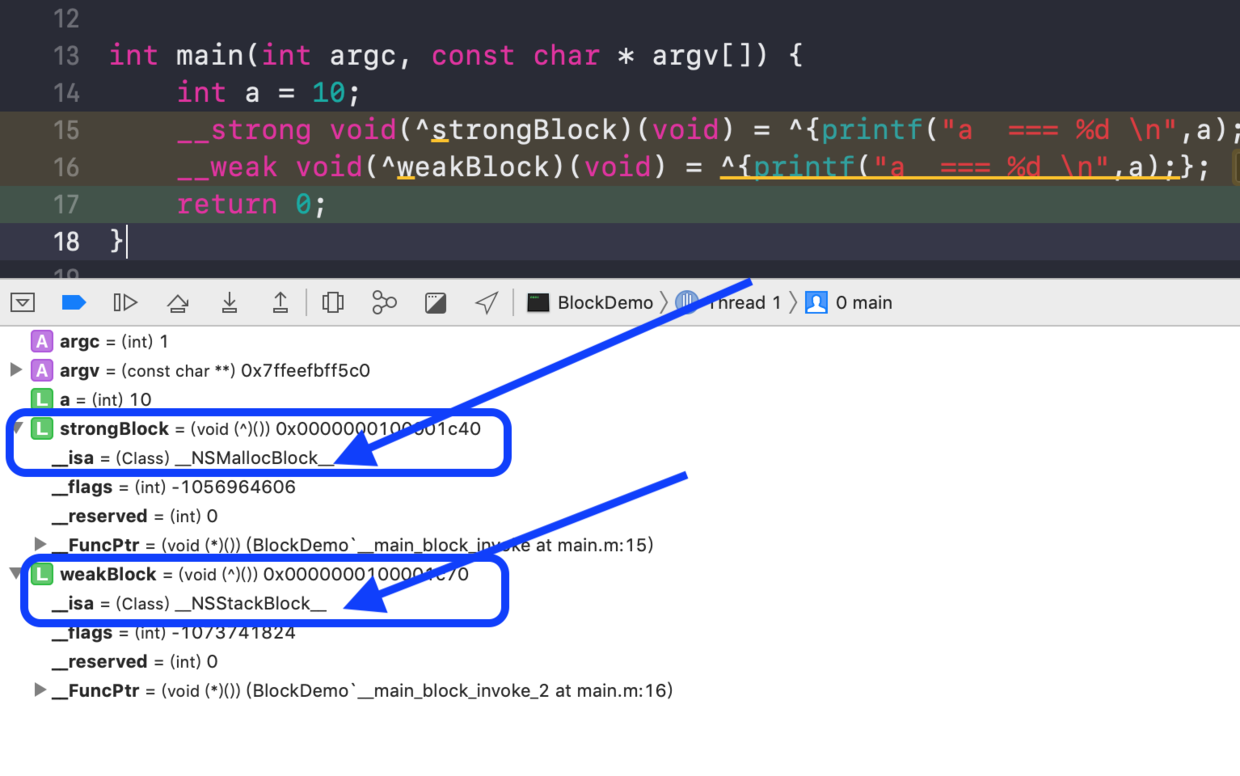 12
13 int main(int argc, const char * argv[]) {
14 int a = 10;
15 __strong void(^strongBlock)(void) = ^{printf("a  === %d \n",a);
16 __weak void(^weakBlock)(void) = ^{printf("a  === %d \n",a);};
17 return 0;
18 }
19
BlockDemo 〉 Thread 1 〉 0 main
A argc = (int) 1
A argv = (const char **) 0x7ffeefbff5c0
L a = (int) 10
L strongBlock = (void (^)()) 0x0000000100001c40
__isa = (Class) __NSMallocBlock__
__flags = (int) -1056964606
__reserved = (int) 0
__FuncPtr = (void (*)()) (BlockDemo`__main_block_invoke at main.m:15)
L weakBlock = (void (^)()) 0x0000000100001c70
__isa = (Class) __NSStackBlock__
__flags = (int) -1073741824
__reserved = (int) 0
__FuncPtr = (void (*)()) (BlockDemo`__main_block_invoke_2 at main.m:16)